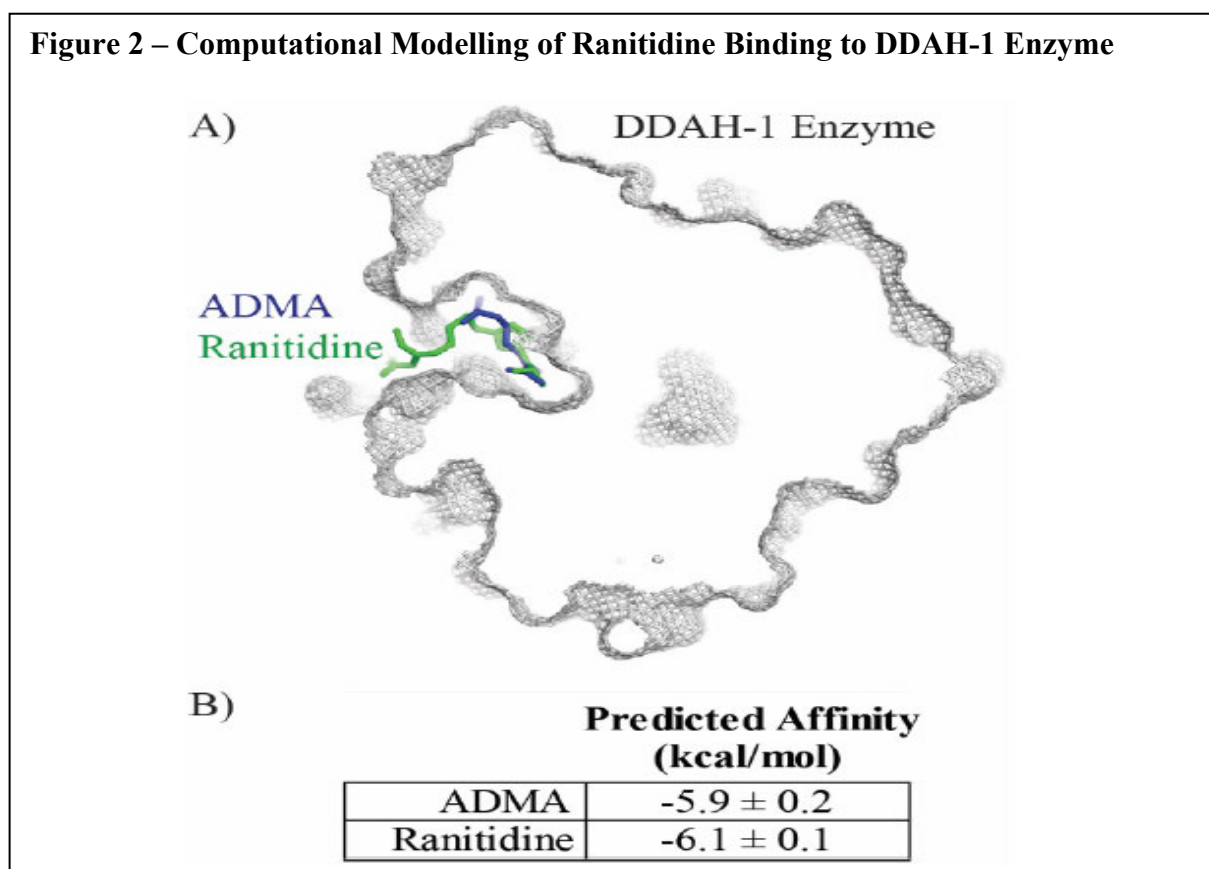 Figure 2 – Computational Modelling of Ranitidine Binding to DDAH-1 Enzyme
A)
DDAH-1 Enzyme
ADMA
Ranitidine
B)
Predicted Affinity
(kcal/mol)
ADMA -5.9 ± 0.2
Ranitidine -6.1 ± 0.1